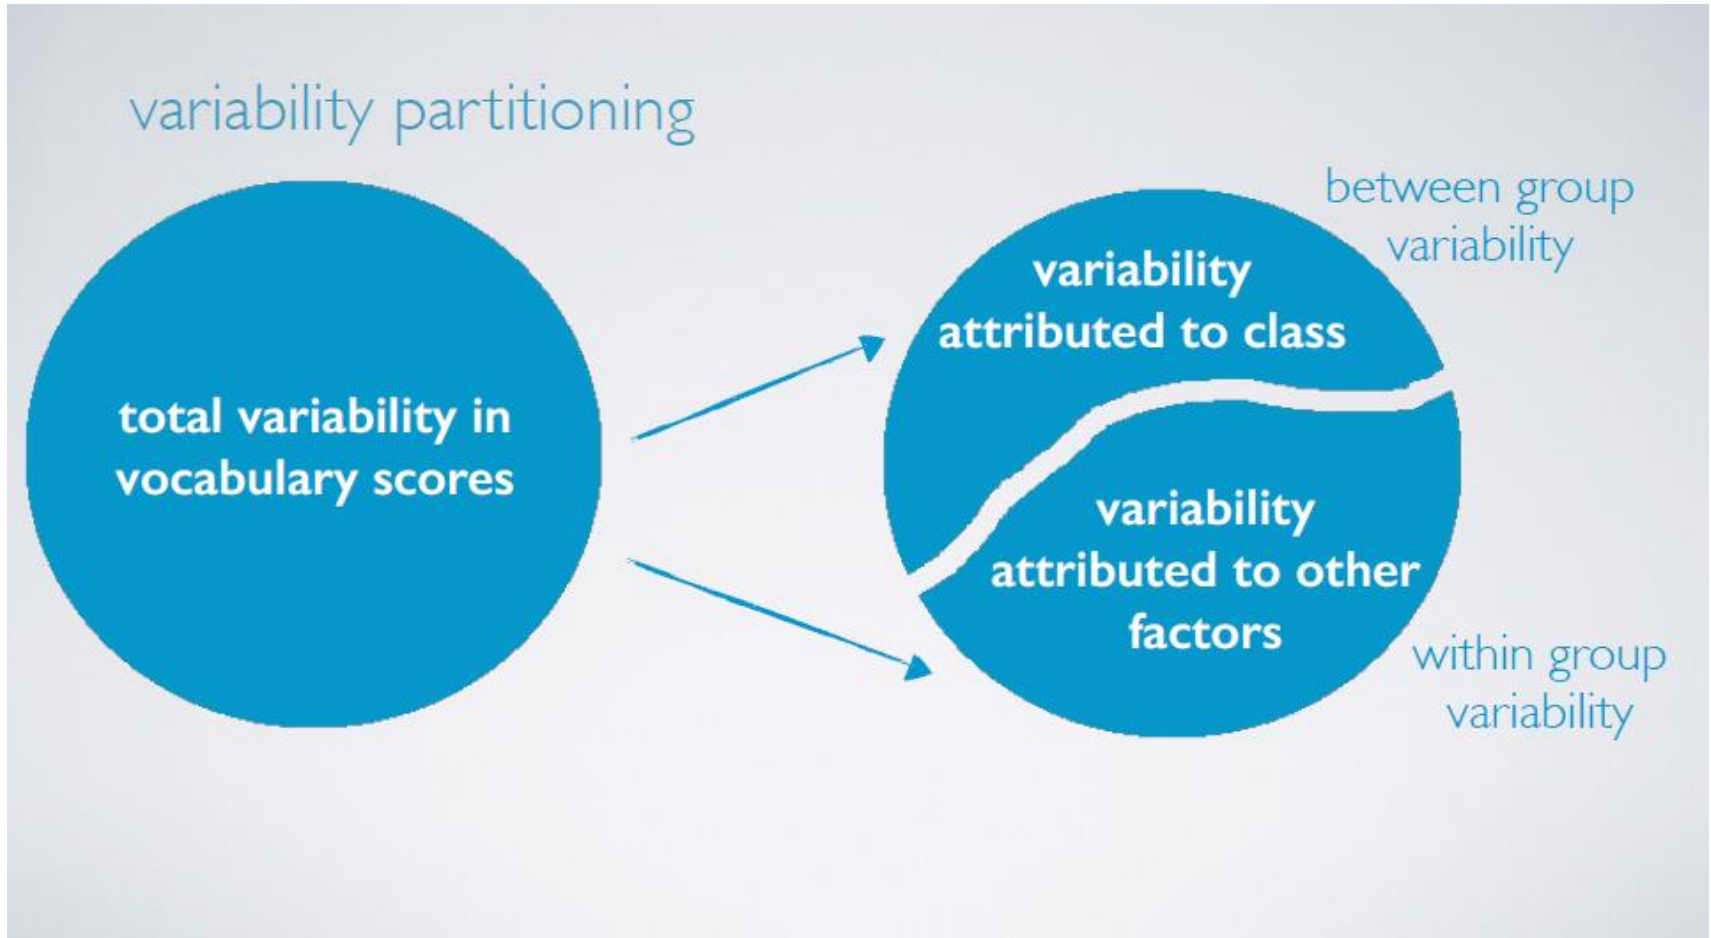 variability partitioning
total variability in
vocabulary scores
between group
variability
variability
attributed to class
variability
attributed to other
factors
within group
variability